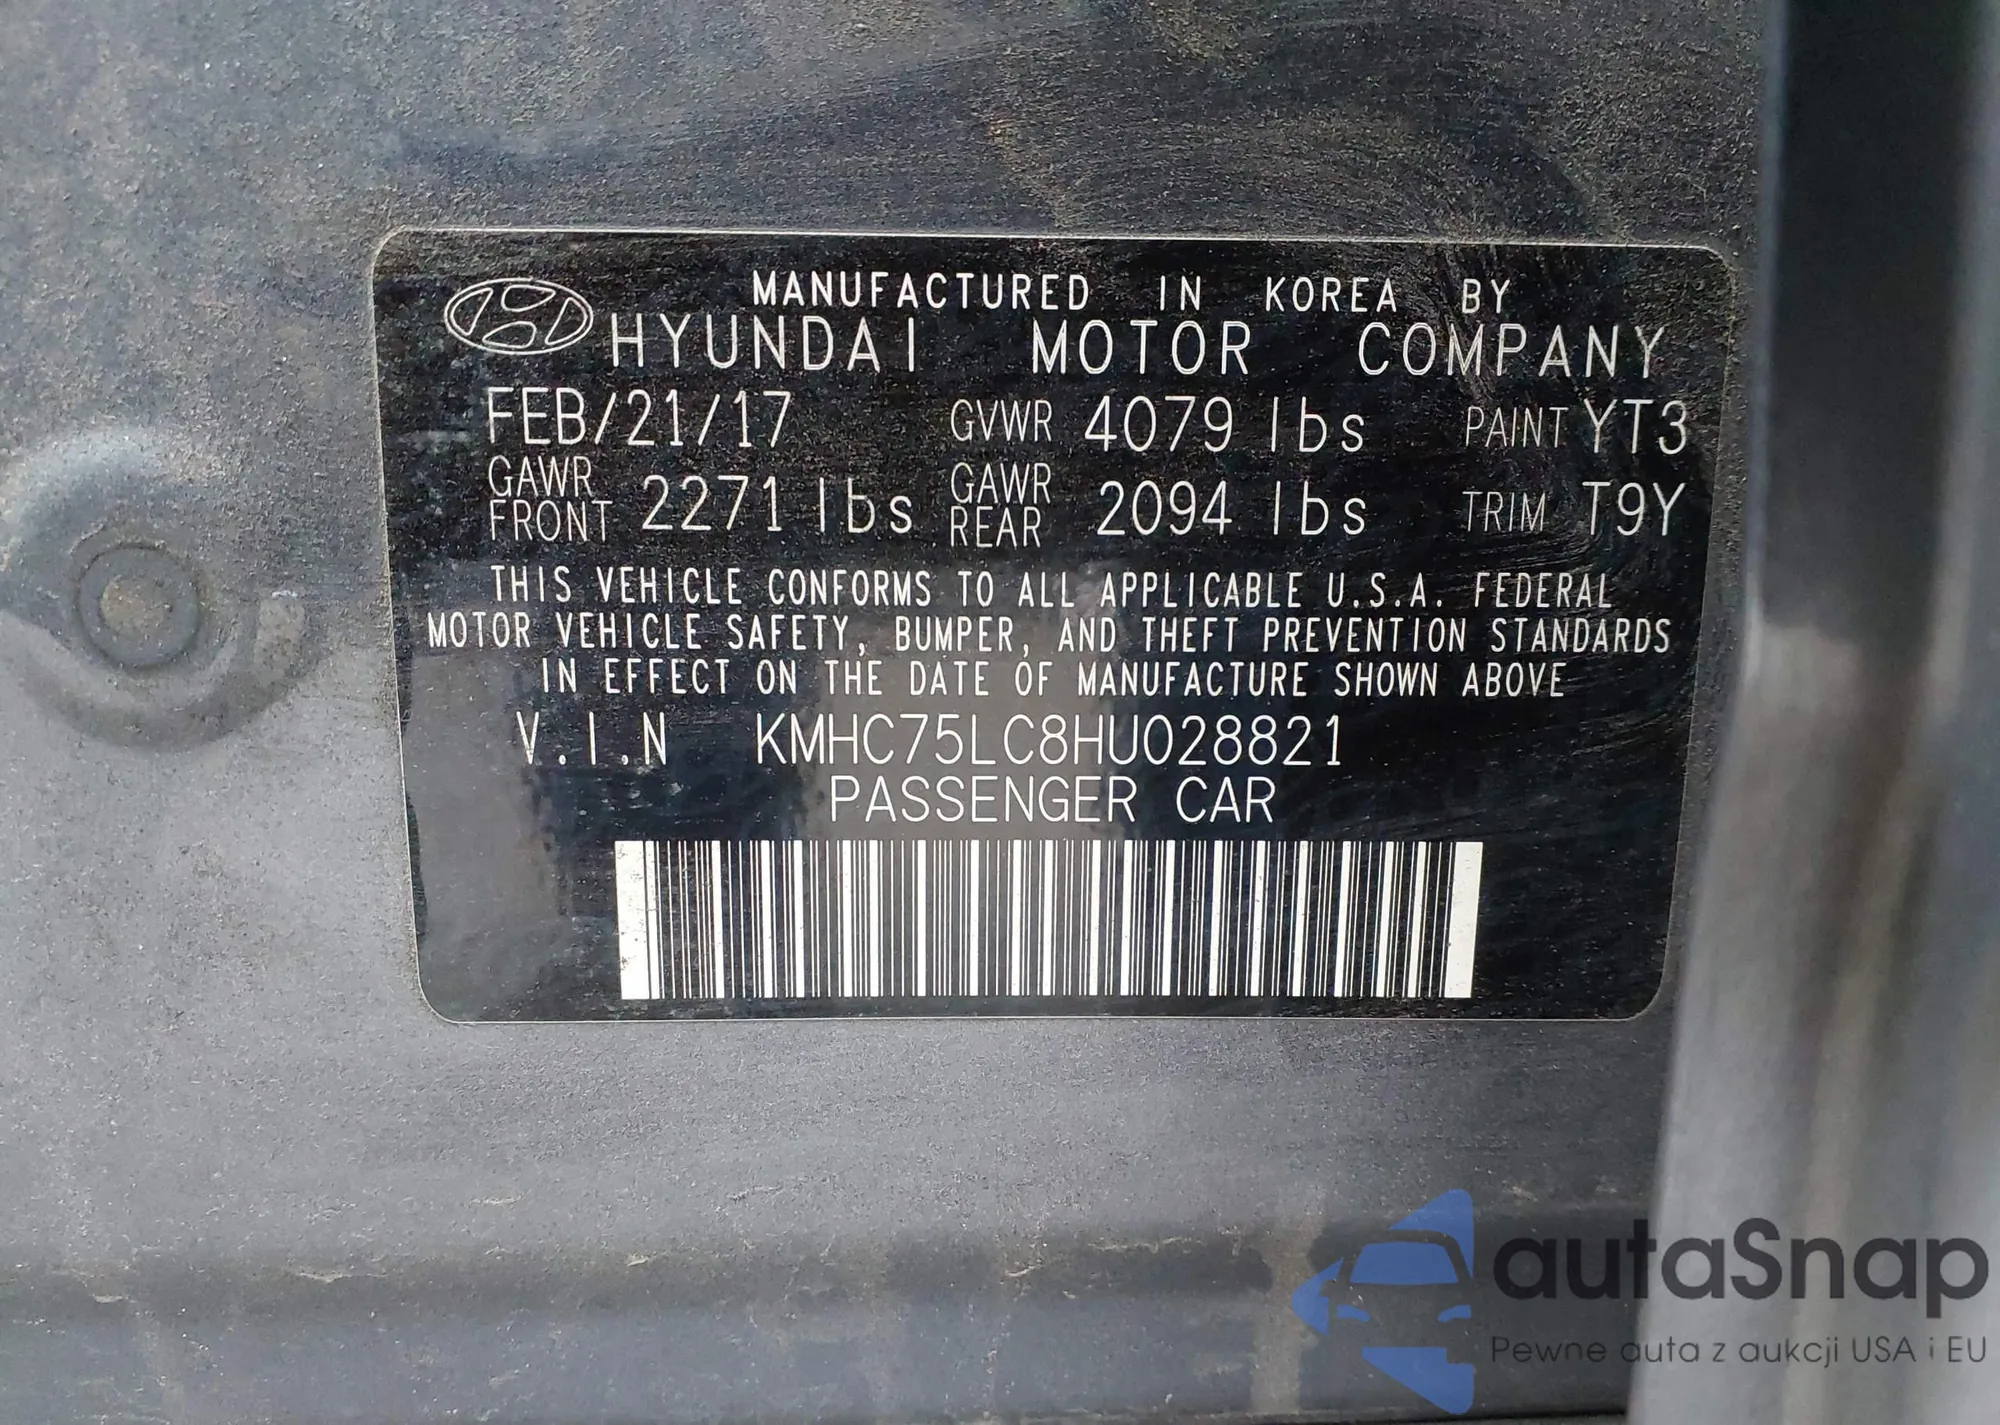 MANUFACTURED IN KOREA BY
HYUNDAI MOTOR COMPANY
FEB/21/17 GVWR 4079 lbs PAINT YT3
GAWR FRONT 2271 lbs GAWR REAR 2094 lbs TRIM T9Y
THIS VEHICLE CONFORMS TO ALL APPLICABLE U.S.A. FEDERAL
MOTOR VEHICLE SAFETY, BUMPER, AND THEFT PREVENTION STANDARDS
IN EFFECT ON THE DATE OF MANUFACTURE SHOWN ABOVE
V.I.N KMHC75LC8HU028821
PASSENGER CAR
autaSnap
Pewne auta z aukcji USA i EU